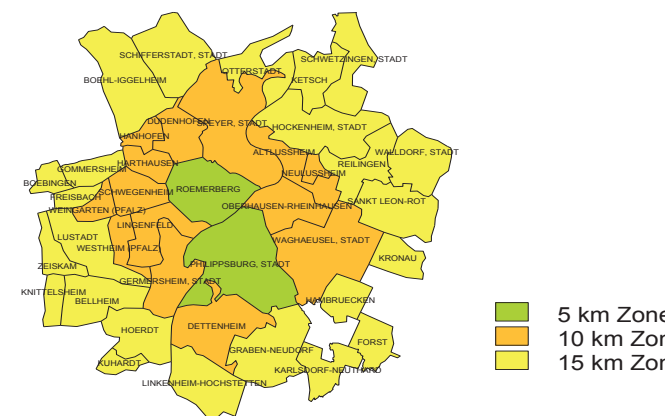 SCHIFFERSTADT, STADT
SCHWETZINGEN, STADT
OTTERSTADT
BOEHL-IGGELHEIM
KETSCH
DUDENHOFEN
SPEYER, STADT
HOCKENHEIM, STADT
HANHOFEN
ALTLUSSHEIM
WALLDORF, STADT
HARTHAUSEN
REILINGEN
GOMMERSHEIM
NEULUSSHEIM
BOEBINGEN
SCHWEGENHEIM
ROEMERBERG
FREISBACH
SANKT LEON-ROT
OBERHAUSEN-RHEINHAUSEN
WEINGARTEN (PFALZ)
LINGENFELD
LUSTADT
WAGHAEUSEL, STADT
WESTHEIM (PFALZ)
KRONAU
ZEISKAM
PHILIPPSBURG, STADT
GERMERSHEIM, STADT
KNITTELSHEIM
BELLHEIM
HAMBRUECKEN
5 km Zone
HOERDT
DETTENHEIM
10 km Zon
FORST
GRABEN-NEUDORF
15 km Zon
KUHARDT
KARLSDORF-NEUTHARD
LINKENHEIM-HOCHSTETTEN